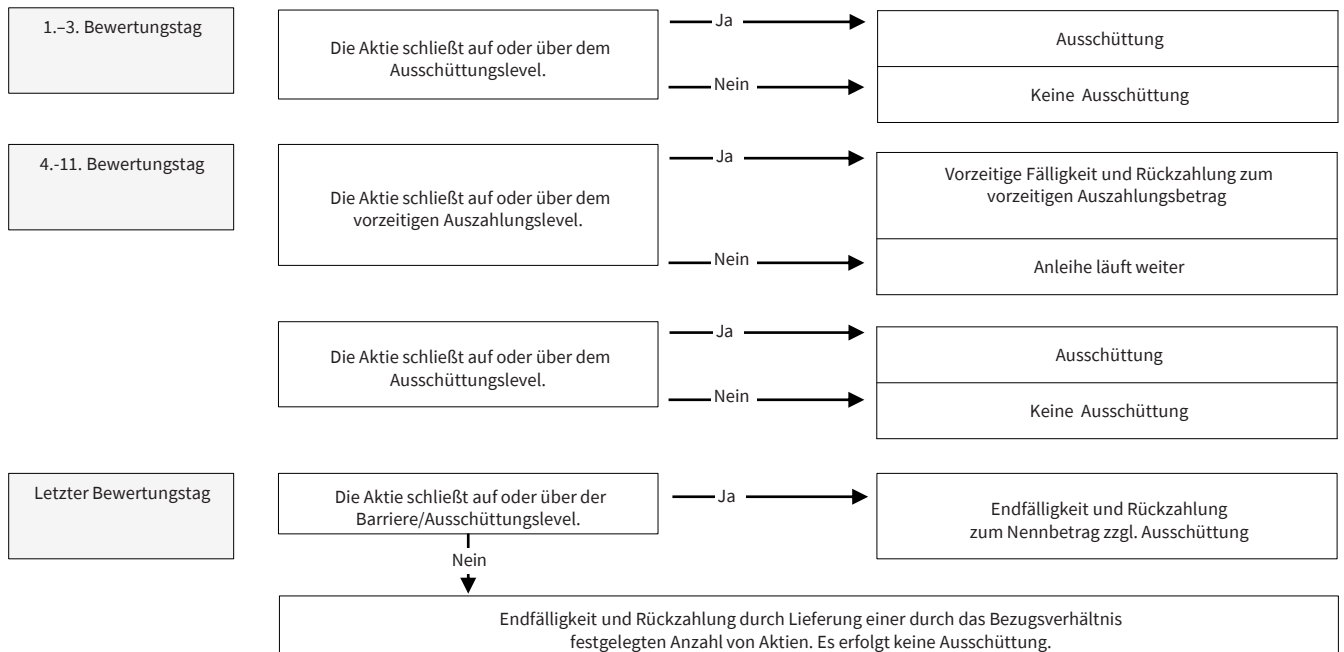 1.–3. Bewertungstag
Die Aktie schließt auf oder über dem
Ausschüttungslevel.
Ja
Ausschüttung
Nein
Keine Ausschüttung
4.-11. Bewertungstag
Die Aktie schließt auf oder über dem
vorzeitigen Auszahlungslevel.
Ja
Vorzeitige Fälligkeit und Rückzahlung zum
vorzeitigen Auszahlungsbetrag
Nein
Anleihe läuft weiter
Die Aktie schließt auf oder über dem
Ausschüttungslevel.
Ja
Ausschüttung
Nein
Keine Ausschüttung
Letzter Bewertungstag
Die Aktie schließt auf oder über der
Barriere/Ausschüttungslevel.
Ja
Endfälligkeit und Rückzahlung
zum Nennbetrag zzgl. Ausschüttung
Nein
Endfälligkeit und Rückzahlung durch Lieferung einer durch das Bezugsverhältnis
festgelegten Anzahl von Aktien. Es erfolgt keine Ausschüttung.